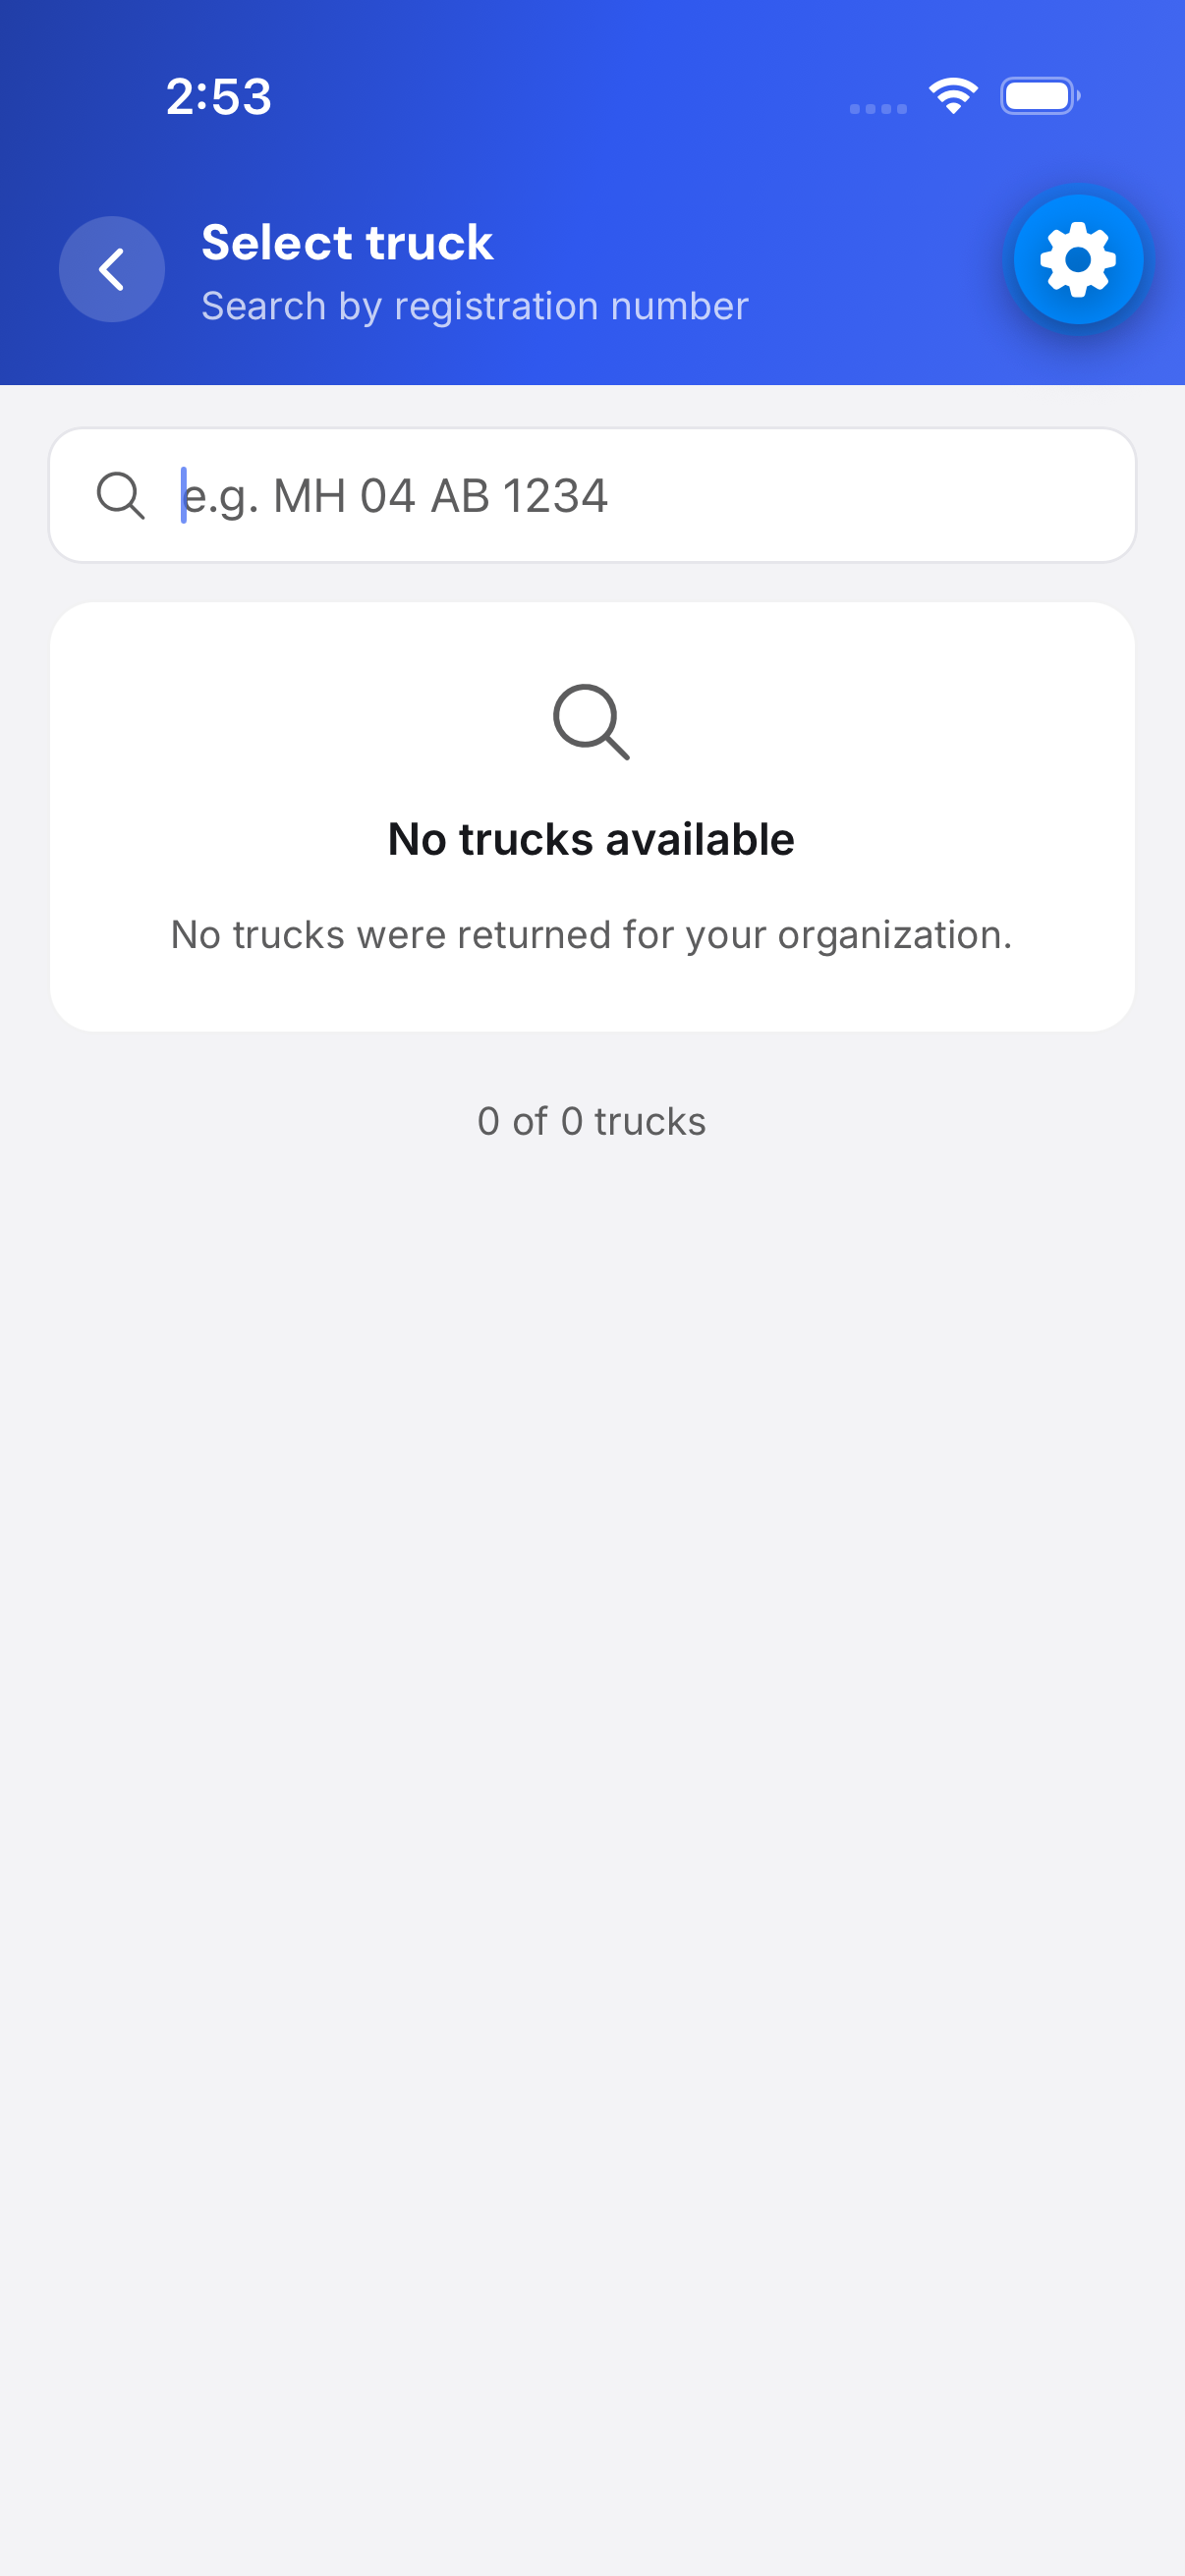 2:53
Select truck
Search by registration number
e.g. MH 04 AB 1234
No trucks available
No trucks were returned for your organization.
0 of 0 trucks